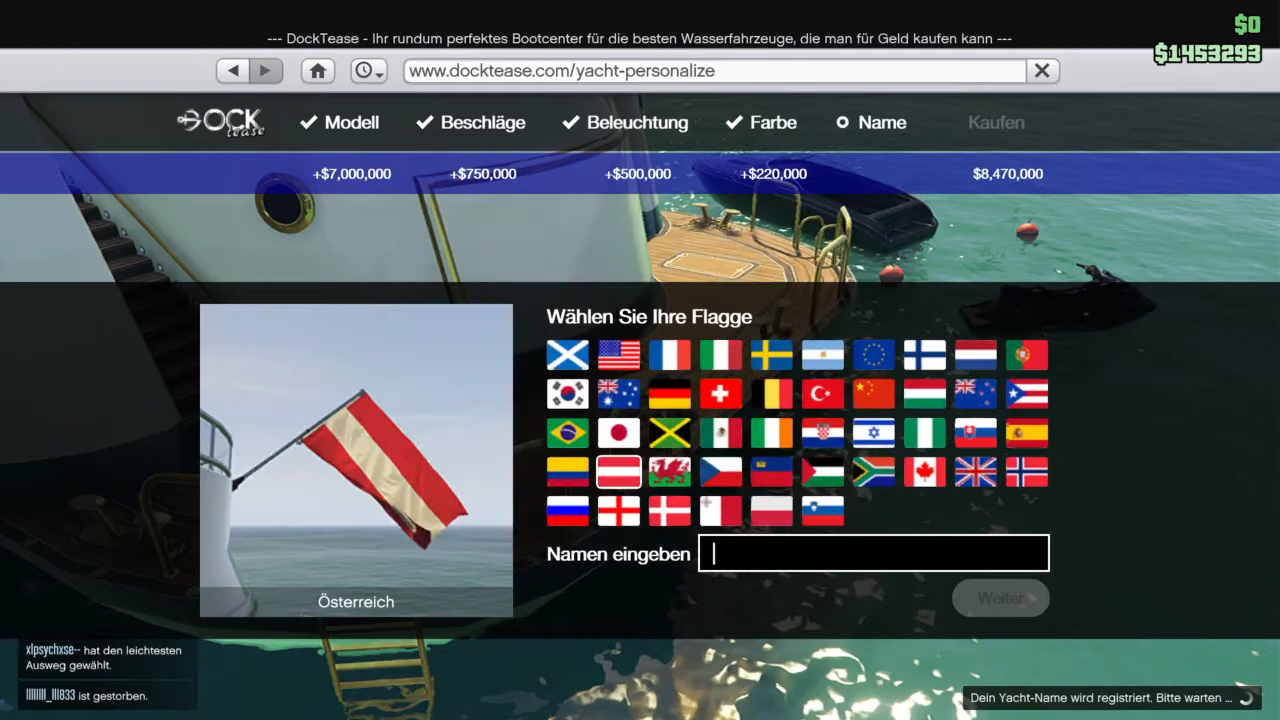 $0
--- DockTease - Ihr rundum perfektes Bootcenter für die besten Wasserfahrzeuge, die man für Geld kaufen kann ---
$1453293
www.docktease.com/yacht-personalize
DOCK tease
Modell
Beschläge
Beleuchtung
Farbe
Name
Kaufen
+$7,000,000
+$750,000
+$500,000
+$220,000
$8,470,000
Wählen Sie Ihre Flagge
Namen eingeben
Weiter
Österreich
xlpsychxse-- hat den leichtesten
Ausweg gewählt.
llllllll_lll833 ist gestorben.
Dein Yacht-Name wird registriert. Bitte warten ...